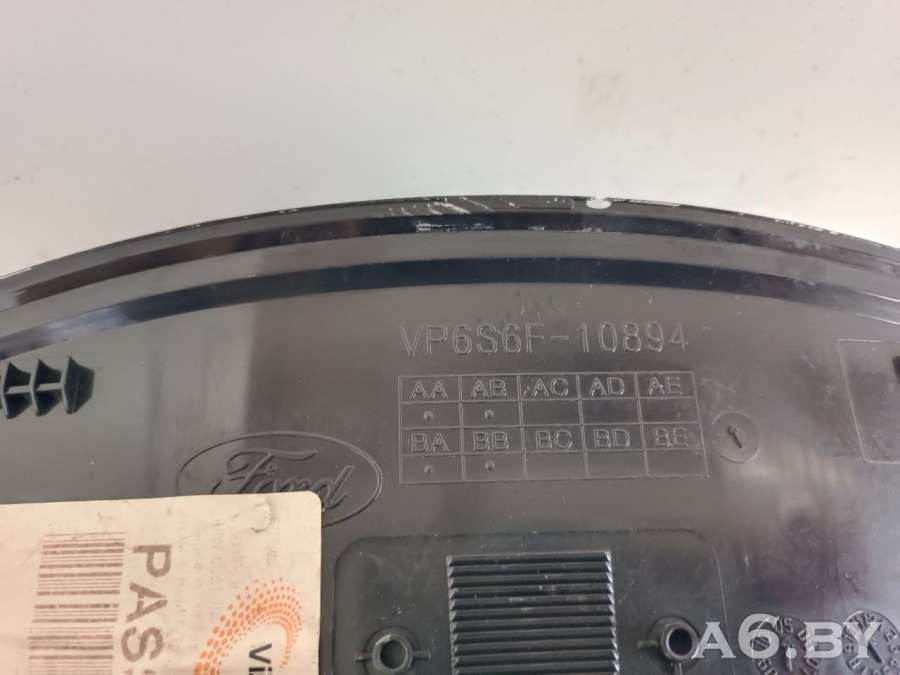 VP6S6F-10894
AA AB AC AD AE
BA BB BC BD BE
Ford
PAS
A6.BY